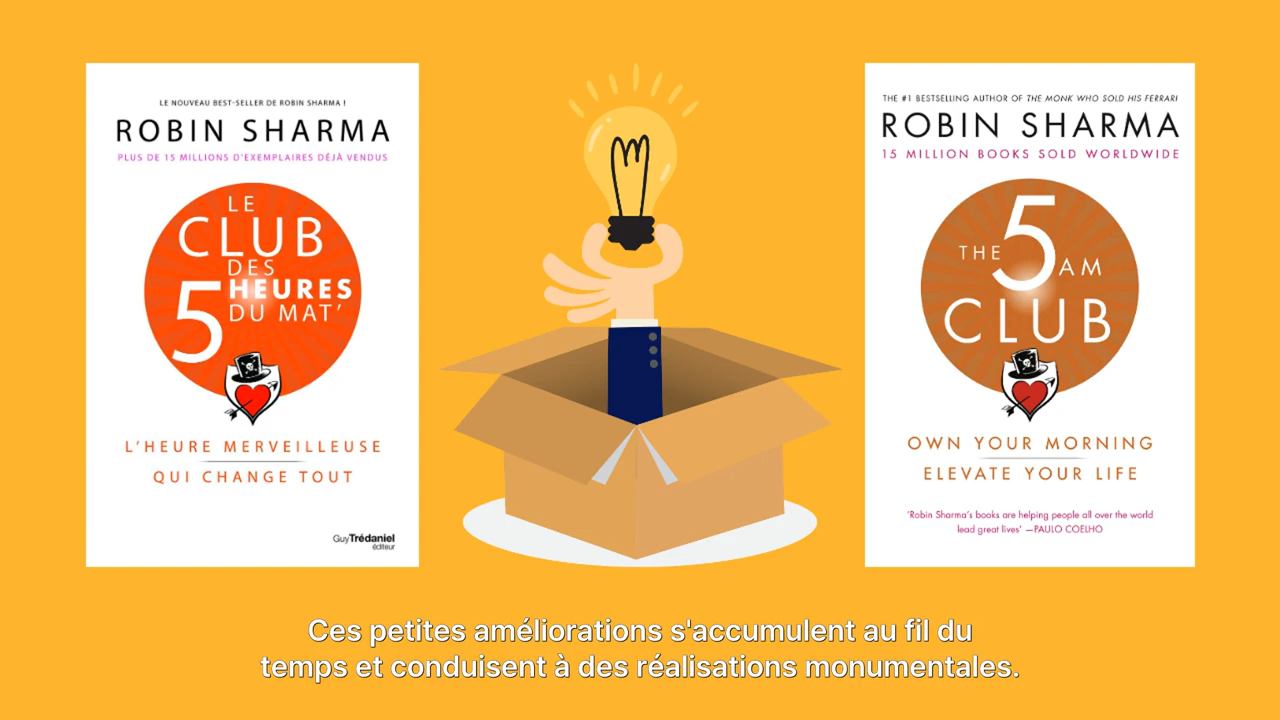 LE NOUVEAU BEST-SELLER DE ROBIN SHARMA !
ROBIN SHARMA
PLUS DE 15 MILLIONS D'EXEMPLAIRES DÉJÀ VENDUS
LE
CLUB
DES
5 HEURES
DU MAT'
L'HEURE MERVEILLEUSE
QUI CHANGE TOUT
Guy Trédaniel
éditeur
THE #1 BESTSELLING AUTHOR OF THE MONK WHO SOLD HIS FERRARI
ROBIN SHARMA
15 MILLION BOOKS SOLD WORLDWIDE
THE 5 AM
CLUB
OWN YOUR MORNING
ELEVATE YOUR LIFE
'Robin Sharma's books are helping people all over the world
lead great lives' —PAULO COELHO
Ces petites améliorations s'accumulent au fil du
temps et conduisent à des réalisations monumentales.